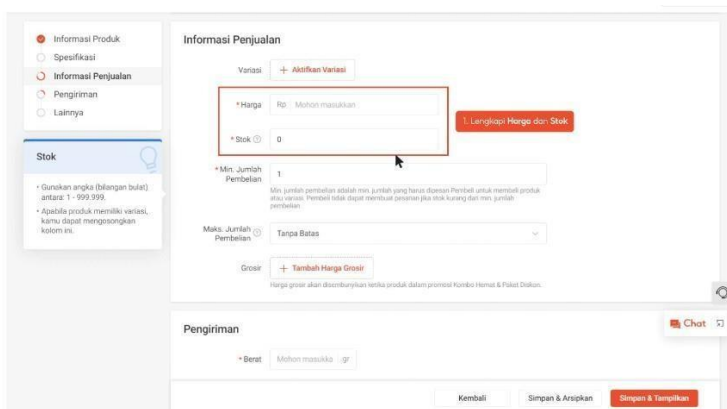 Informasi Produk
Spesifikasi
Informasi Penjualan
Pengiriman
Lainnya
Stok
• Gunakan angka (bilangan bulat)
antara: 1 - 999.999.
• Apabila produk memiliki variasi,
kamu dapat mengosongkan
kolom ini.
Informasi Penjualan
Variasi
+ Aktifkan Variasi
* Harga
Rp
Mohon masukkan
1. Lengkapi Harga dan Stok
* Stok
0
* Min. Jumlah
Pembelian
1
Min. jumlah pembelian adalah min. jumlah yang harus dipesan Pembeli untuk membeli produk
atau variasi. Pembeli tidak dapat membuat pesanan jika stok kurang dari min. jumlah
pembelian
Maks. Jumlah
Pembelian
Tanpa Batas
Grosir
+ Tambah Harga Grosir
Harga grosir akan disembunyikan ketika produk dalam promosi Kombo Hemat & Paket Diskon.
Chat
Pengiriman
* Berat
Mohon masukka
gr
Kembali
Simpan & Arsipkan
Simpan & Tampilkan